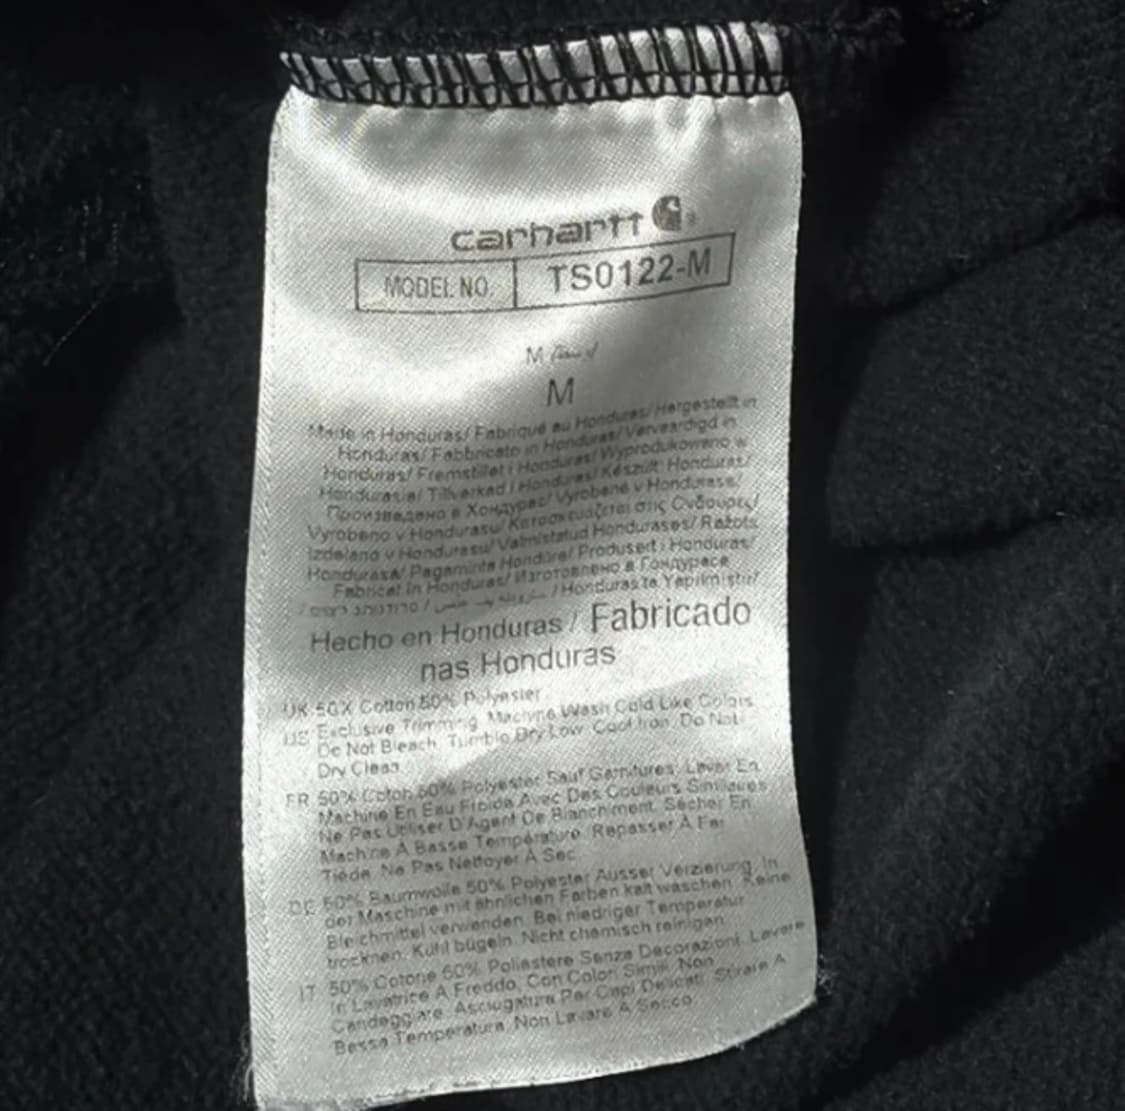 carhartt
MODEL NO. TS0122-M
M
M
Made in Honduras/ Fabriqué au Honduras/ Hergestellt in
Honduras/ Fabbricato in Honduras/ Vervaardigd in
Honduras/ Fremstillet i Honduras/ Wyprodukowano w
Hondurasie/ Tillverkad i Honduras/ Készült: Honduras/
Произведено в Хондурас/ Vyrobené v Hondurase/
Vyrobeno v Hondurasu/ Κατασκευάζεται στις Ονδούρες/
Izdelano v Hondurasu/ Valmistatud Hondurases/ Ražots
Hondurasā/ Pagaminta Hondūre/ Produsert i Honduras/
Fabricat în Honduras/ Изготовлено в Гондурасе
/ Honduras'ta Yapılmıştır/
Hecho en Honduras / Fabricado
nas Honduras
UK 50% Cotton 50% Polyester
US Exclusive Trimming. Machine Wash Cold Like Colors.
Do Not Bleach. Tumble Dry Low. Cool Iron. Do Not
Dry Clean.
FR 50% Coton 50% Polyester Sauf Garnitures. Laver En
Machine En Eau Froide Avec Des Couleurs Similaires
Ne Pas Utiliser D'Agent De Blanchiment. Sécher En
Machine À Basse Température. Repasser À Fer
Tiède. Ne Pas Nettoyer À Sec.
DE 50% Baumwolle 50% Polyester Ausser Verzierung. In
der Maschine mit ähnlichen Farben kalt waschen. Keine
Bleichmittel verwenden. Bei niedriger Temperatur
trocknen. Kühl bügeln. Nicht chemisch reinigen.
IT 50% Cotone 50% Poliestere Senza Decorazioni. Lavare
In Lavatrice A Freddo, Con Colori Simili. Non
Candeggiare. Asciugatura Per Capi Delicati. Stirare A
Bassa Temperatura. Non Lavare A Secco.